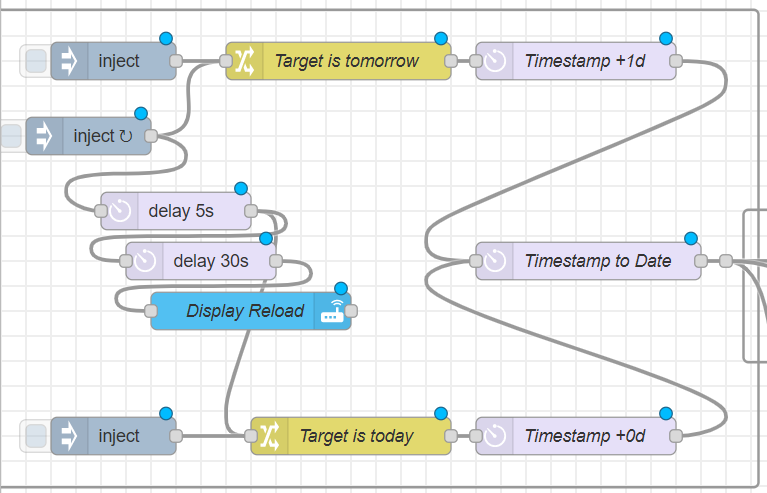 inject
Target is tomorrow
Timestamp +1d
inject ↻
delay 5s
delay 30s
Timestamp to Date
Display Reload
inject
Target is today
Timestamp +0d